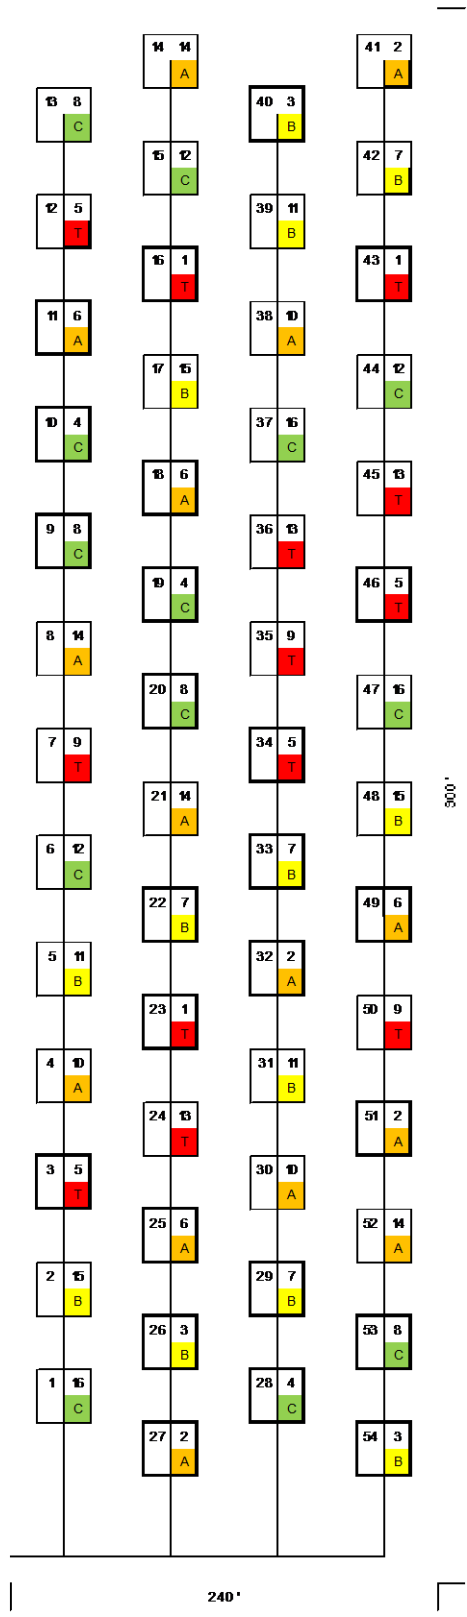 14 14 41 2
A A
13 8 40 3
C B
15 12 42 7
C B
12 5 39 11
T B
16 1 43 1
T T
11 6 38 10
A A
17 15 44 12
B C
10 4 37 16
C C
18 6 45 13
A T
9 8 36 13
C T
19 4 46 5
C T
8 14 35 9
A T
20 8 47 16
C C
7 9 34 5
T T
900'
21 14 48 15
A B
6 12 33 7
C B
22 7 49 6
B A
5 11 32 2
B A
23 1 50 9
T T
4 10 31 11
A B
24 13 51 2
T A
3 5 30 10
T A
25 6 52 14
A A
2 15 29 7
B B
26 3 53 8
B C
1 16 28 4
C C
27 2 54 3
A B
240'